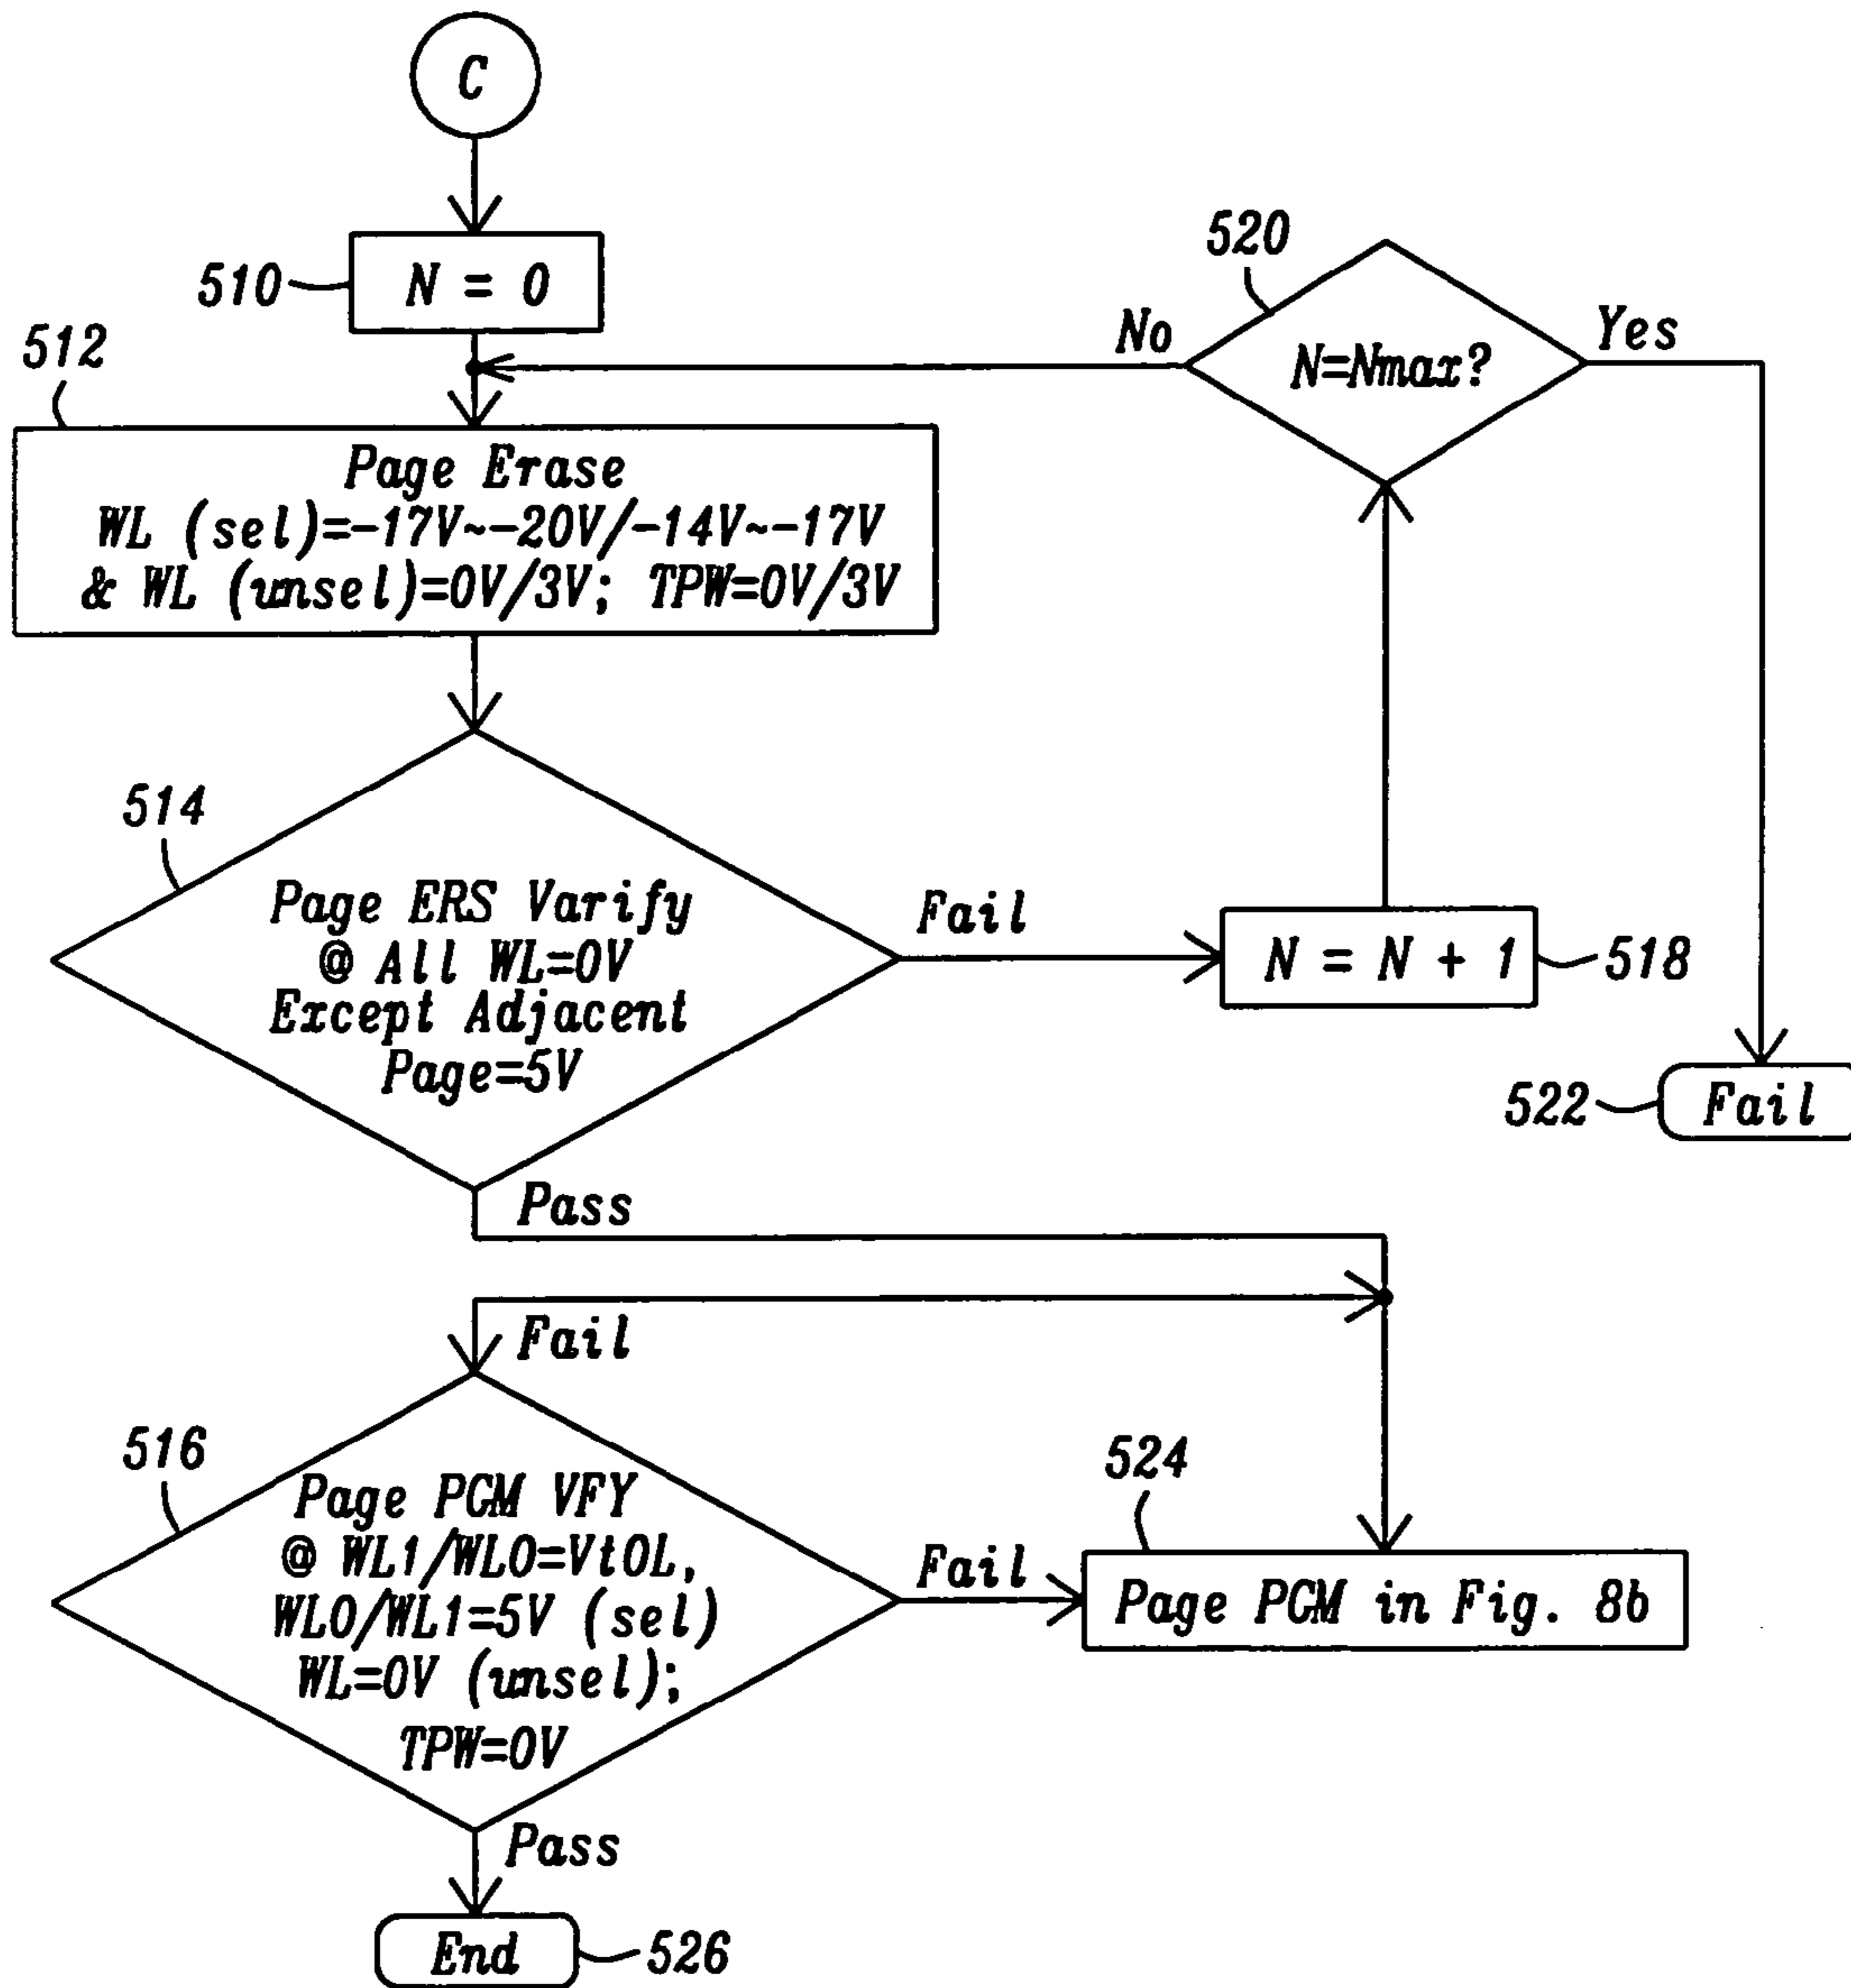 C
510
N = 0
520
N=Nmax?
No
Yes
512
Page Erase
WL (sel)=-17V~-20V/-14V~-17V
& WL (unsel)=0V/3V; TPW=0V/3V
514
Page ERS Varify
@ All WL=0V
Except Adjacent
Page=5V
Fail
N = N + 1
518
522
Fail
Pass
Fail
516
Page PGM VFY
@ WL1/WL0=Vt0L,
WL0/WL1=5V (sel)
WL=0V (unsel);
TPW=0V
Fail
524
Page PGM in Fig. 8b
Pass
End
526